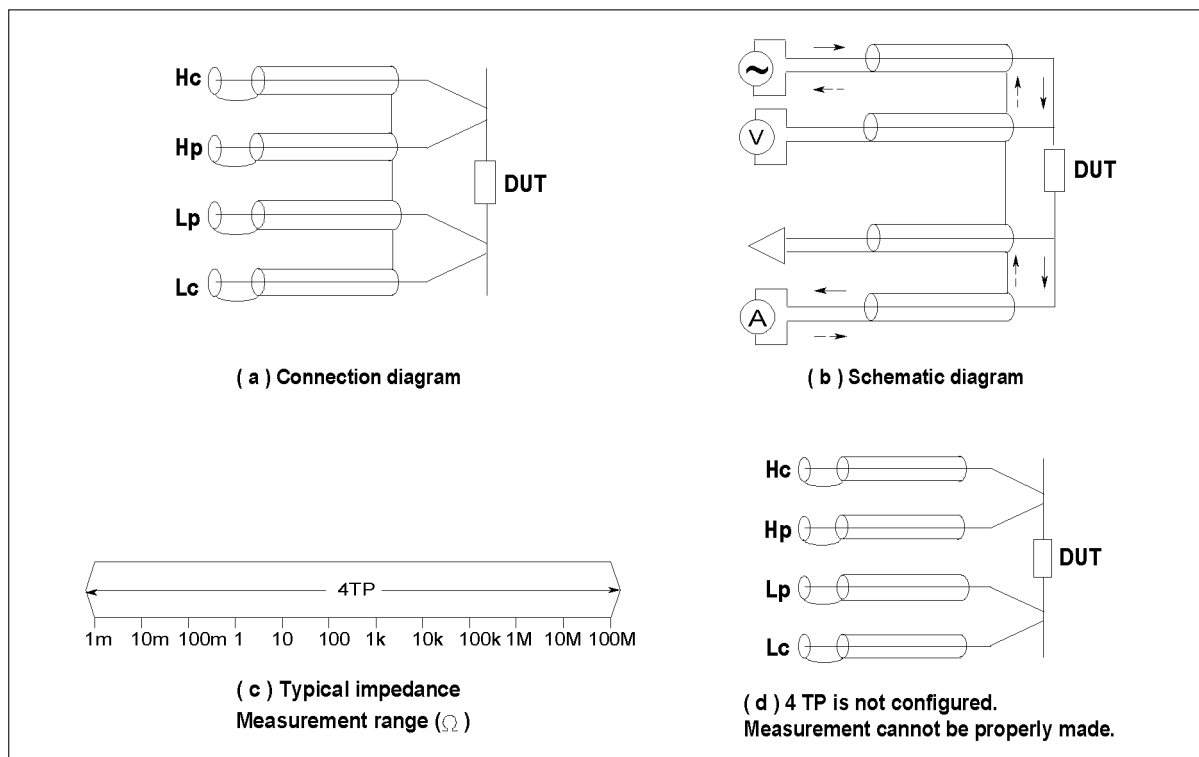 Hc
Hp
Lp
Lc
DUT
( a ) Connection diagram
~
V
A
DUT
( b ) Schematic diagram
4TP
1m 10m 100m 1 10 100 1k 10k 100k 1M 10M 100M
( c ) Typical impedance
Measurement range (Ω )
Hc
Hp
Lp
Lc
DUT
( d ) 4 TP is not configured.
Measurement cannot be properly made.